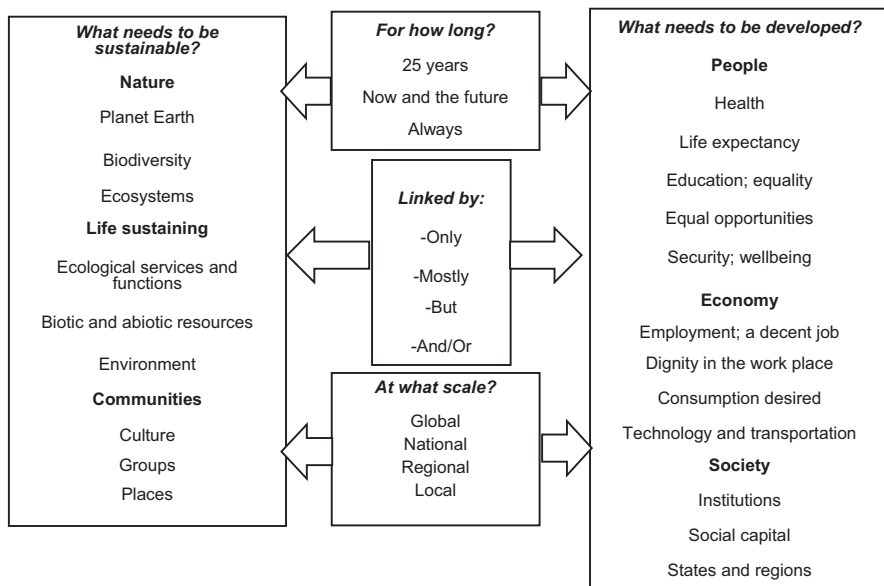 What needs to be
sustainable?
Nature
Planet Earth
Biodiversity
Ecosystems
Life sustaining
Ecological services and
functions
Biotic and abiotic resources
Environment
Communities
Culture
Groups
Places
For how long?
25 years
Now and the future
Always
Linked by:
-Only
-Mostly
-But
-And/Or
At what scale?
Global
National
Regional
Local
What needs to be developed?
People
Health
Life expectancy
Education; equality
Equal opportunities
Security; wellbeing
Economy
Employment; a decent job
Dignity in the work place
Consumption desired
Technology and transportation
Society
Institutions
Social capital
States and regions